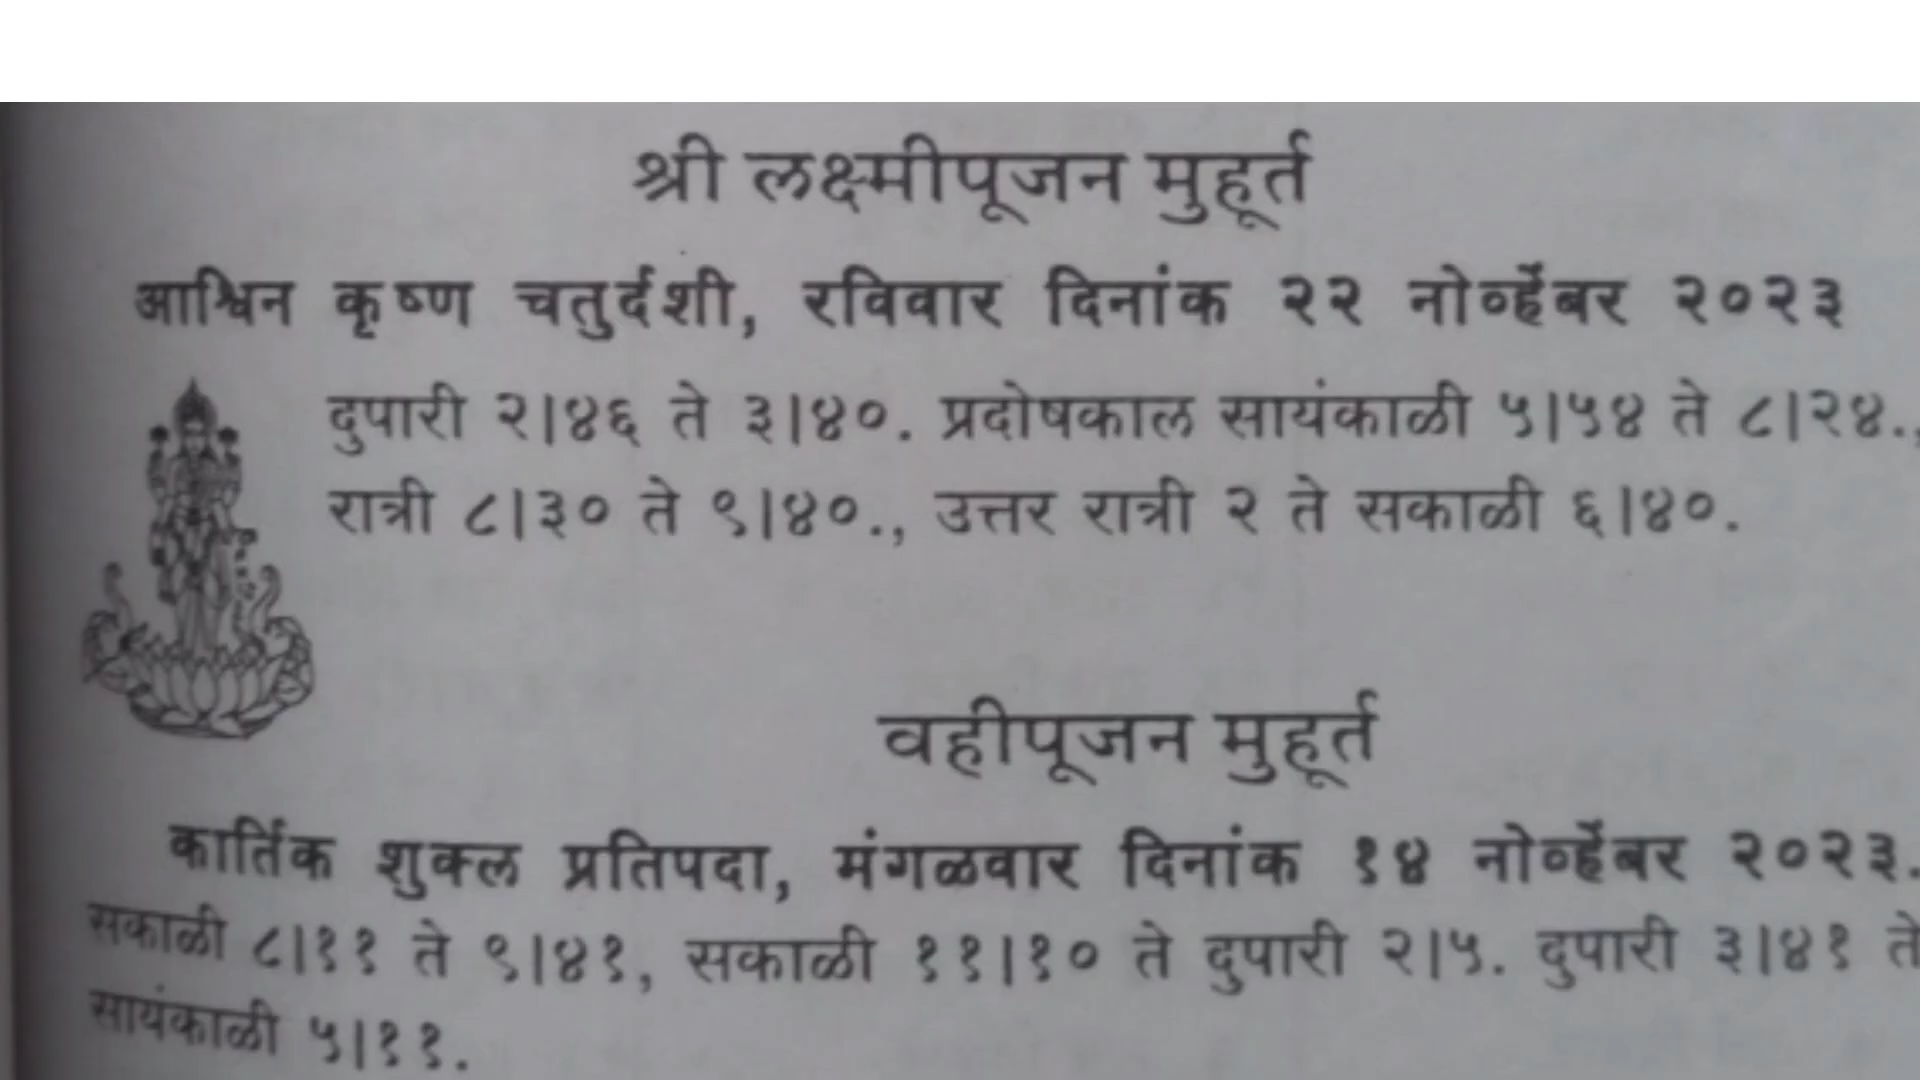 श्री लक्ष्मीपूजन मुहूर्त
आश्विन कृष्ण चतुर्दशी, रविवार दिनांक २२ नोव्हेंबर २०२३
दुपारी २|४६ ते ३|४०. प्रदोषकाल सायंकाळी ५|५४ ते ८|२४.,
रात्री ८|३० ते ९|४०., उत्तर रात्री २ ते सकाळी ६|४०.
वहीपूजन मुहूर्त
कार्तिक शुक्ल प्रतिपदा, मंगळवार दिनांक १४ नोव्हेंबर २०२३.
सकाळी ८|११ ते ९|४१, सकाळी ११|१० ते दुपारी २|५. दुपारी ३|४१ ते
सायंकाळी ५|११.